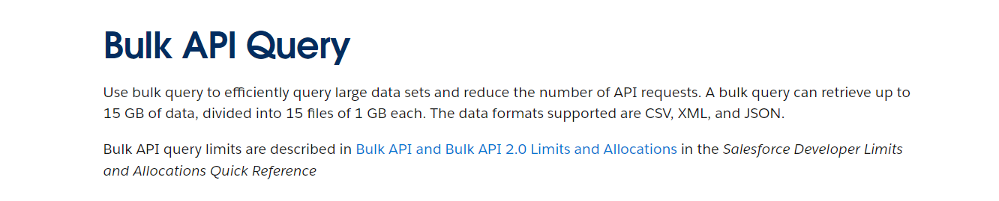 Bulk API Query
Use bulk query to efficiently query large data sets and reduce the number of API requests. A bulk query can retrieve up to
15 GB of data, divided into 15 files of 1 GB each. The data formats supported are CSV, XML, and JSON.
Bulk API query limits are described in Bulk API and Bulk API 2.0 Limits and Allocations in the Salesforce Developer Limits
and Allocations Quick Reference